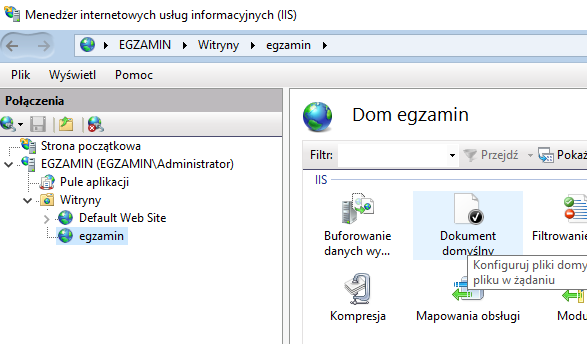 Menedżer internetowych usług informacyjnych (IIS)
EGZAMIN
Witryny
egzamin
Plik
Wyświetl
Pomoc
Połączenia
Strona początkowa
EGZAMIN (EGZAMIN\Administrator)
Pule aplikacji
Witryny
Default Web Site
egzamin
Dom egzamin
Filtr:
Przejdź
Pokaż
IIS
Buforowanie
danych wy...
Dokument
domyślny
Filtrowanie
Konfiguruj pliki domy
pliku w żądaniu
Kompresja
Mapowania obsługi
Modu